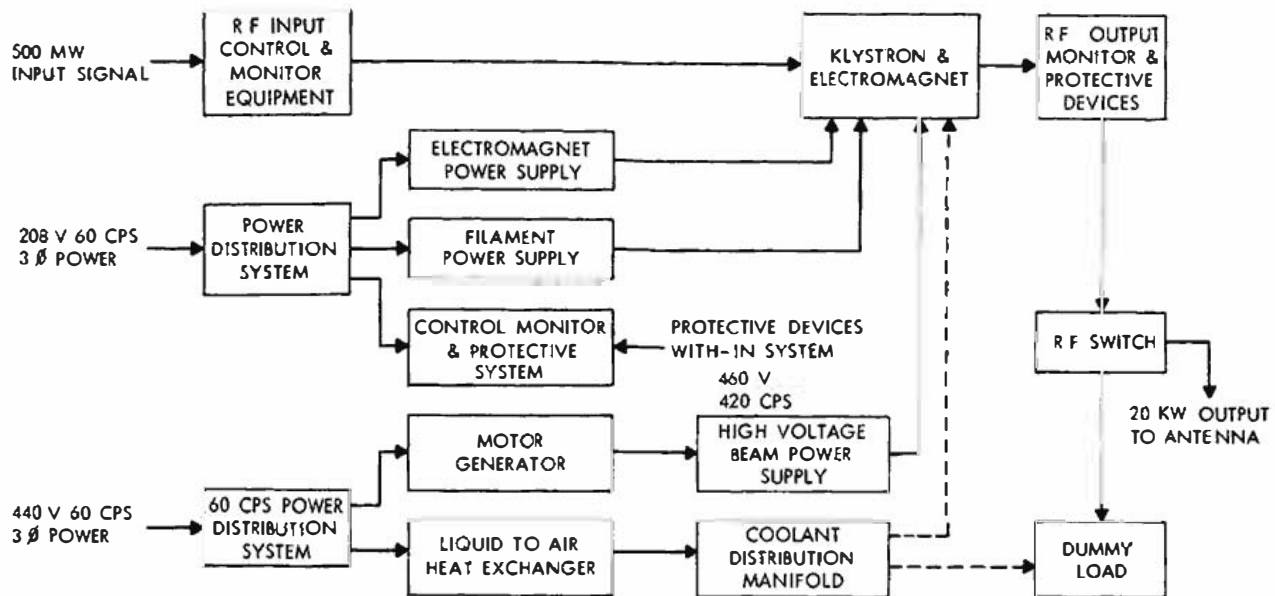 500 MW
INPUT SIGNAL
R F INPUT
CONTROL &
MONITOR
EQUIPMENT
KLYSTRON &
ELECTROMAGNET
R F OUTPUT
MONITOR &
PROTECTIVE
DEVICES
ELECTROMAGNET
POWER SUPPLY
208 V 60 CPS
3 Ø POWER
POWER
DISTRIBUTION
SYSTEM
FILAMENT
POWER SUPPLY
CONTROL MONITOR
& PROTECTIVE
SYSTEM
PROTECTIVE DEVICES
WITH-IN SYSTEM
R F SWITCH
20 KW OUTPUT
TO ANTENNA
460 V
420 CPS
MOTOR
GENERATOR
HIGH VOLTAGE
BEAM POWER
SUPPLY
440 V 60 CPS
3 Ø POWER
60 CPS POWER
DISTRIBUTION
SYSTEM
LIQUID TO AIR
HEAT EXCHANGER
COOLANT
DISTRIBUTION
MANIFOLD
DUMMY
LOAD